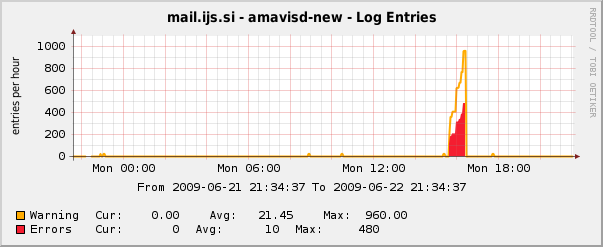 mail.ijs.si - amavisd-new - Log Entries
RRDTOOL / TOBI OETIKER
entries per hour
1000
800
600
400
200
0
Mon 00:00 Mon 06:00 Mon 12:00 Mon 18:00
From 2009-06-21 21:34:37 To 2009-06-22 21:34:37
Warning Cur: 0.00 Avg: 21.45 Max: 960.00
Errors Cur: 0 Avg: 10 Max: 480